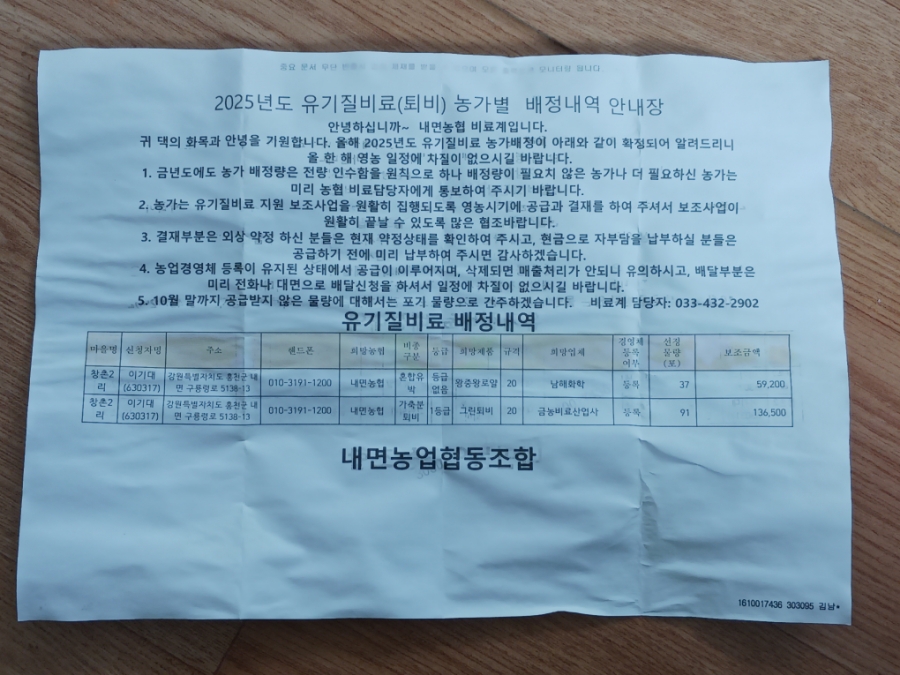 2025년도 유기질비료(퇴비) 농가별 배정내역 안내장
안녕하십니까~ 내면농협 비료계입니다.
귀 댁의 화목과 안녕을 기원합니다. 올해 2025년도 유기질비료 농가배정이 아래와 같이 확정되어 알려드리니
올 한 해 영농 일정에 차질이 없으시길 바랍니다.
1. 금년도에도 농가 배정량은 전량 인수함을 원칙으로 하나 배정량이 필요치 않은 농가나 더 필요하신 농가는
미리 농협 비료담당자에게 통보하여 주시기 바랍니다.
2. 농가는 유기질비료 지원 보조사업을 원활히 집행되도록 영농시기에 공급과 결재를 하여 주셔서 보조사업이
원활히 끝날 수 있도록 많은 협조바랍니다.
3. 결재부분은 외상 약정 하신 분들은 현재 약정상태를 확인하여 주시고, 현금으로 자부담을 납부하실 분들은
공급하기 전에 미리 납부하여 주시면 감사하겠습니다.
4. 농업경영체 등록이 유지된 상태에서 공급이 이루어지며, 삭제되면 매출처리가 안되니 유의하시고, 배달부분은
미리 전화나 대면으로 배달신청을 하셔서 일정에 차질이 없으시길 바랍니다.
5. 10월 말까지 공급받지 않은 물량에 대해서는 포기 물량으로 간주하겠습니다. 비료계 담당자: 033-432-2902
유기질비료 배정내역
마을명 신청자명 주소 핸드폰 희망농협 비종구분 등급 희망제품 규격 희망업체 경영체등록여부 신청물량(포) 보조금액
창촌2리 이기대(630317) 강원특별자치도 홍천군 내면 구룡령로 5138-13 010-3191-1200 내면농협 혼합유박 등급없음 왕중왕로얄 20 남해화학 등록 37 59,200
창촌2리 이기대(630317) 강원특별자치도 홍천군 내면 구룡령로 5138-13 010-3191-1200 내면농협 가축분퇴비 1등급 그린퇴비 20 금농비료산업사 등록 91 136,500
내면농업협동조합
1610017436 303095 김남*